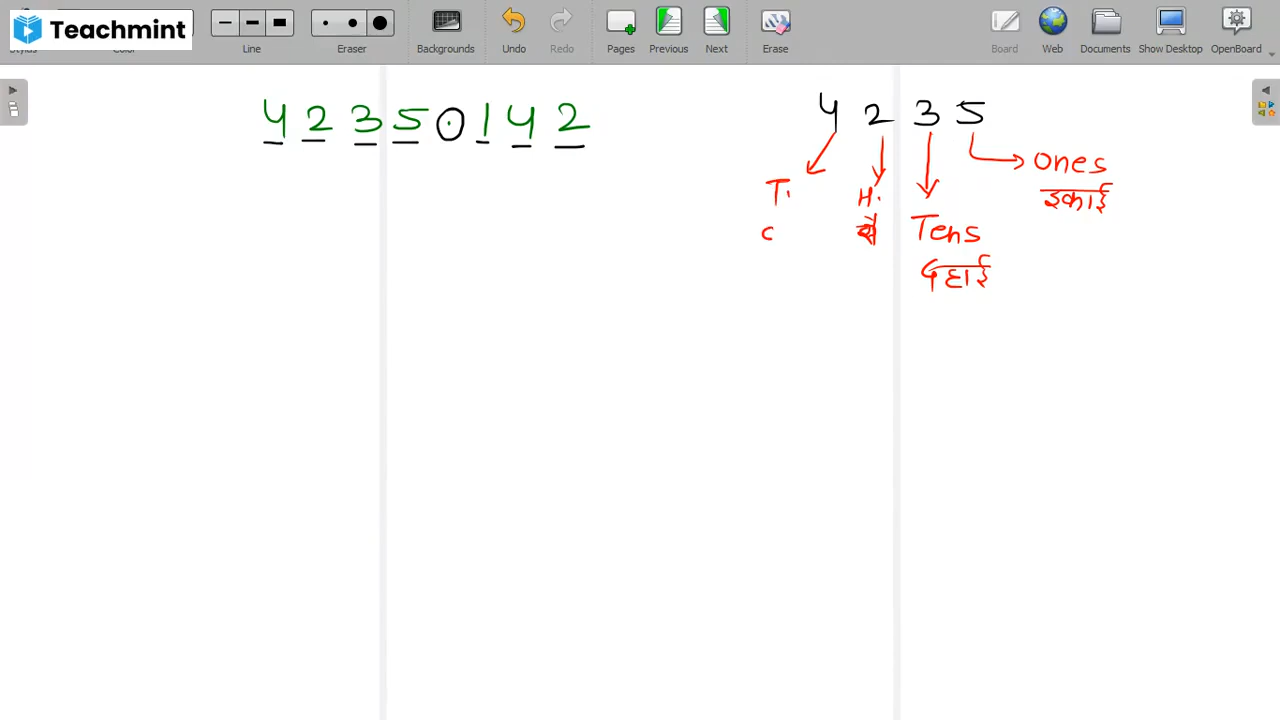 Teachmint
Line
Eraser
Backgrounds
Undo
Redo
Pages
Previous
Next
Erase
Board
Web
Documents
Show Desktop
OpenBoard
4 2 3 5 0 1 4 2
4 2 3 5
Ones
इकाई
T.
H.
Tens
दहाई